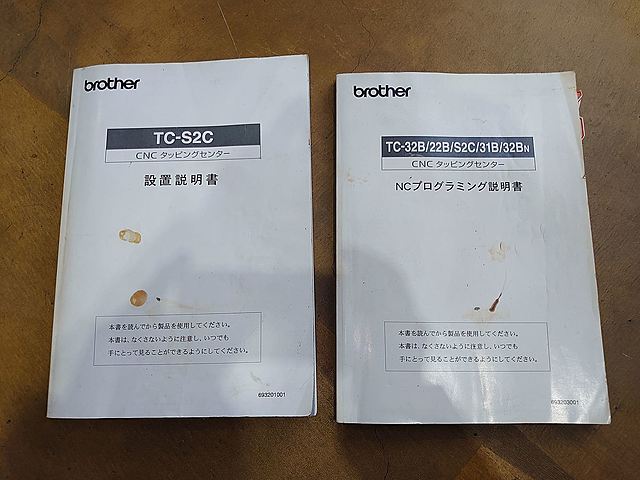 brother
TC-S2C
CNC タッピングセンター
設置説明書
本書を読んでから製品を使用してください。
本書は、なくさないように注意し、いつでも
手にとって見ることができるようにしてください。
693201001
brother
TC-32B/22B/S2C/31B/32BN
CNC タッピングセンター
NCプログラミング説明書
本書を読んでから製品を使用してください。
本書は、なくさないように注意し、いつでも
手にとって見ることができるようにしてください。
693203001